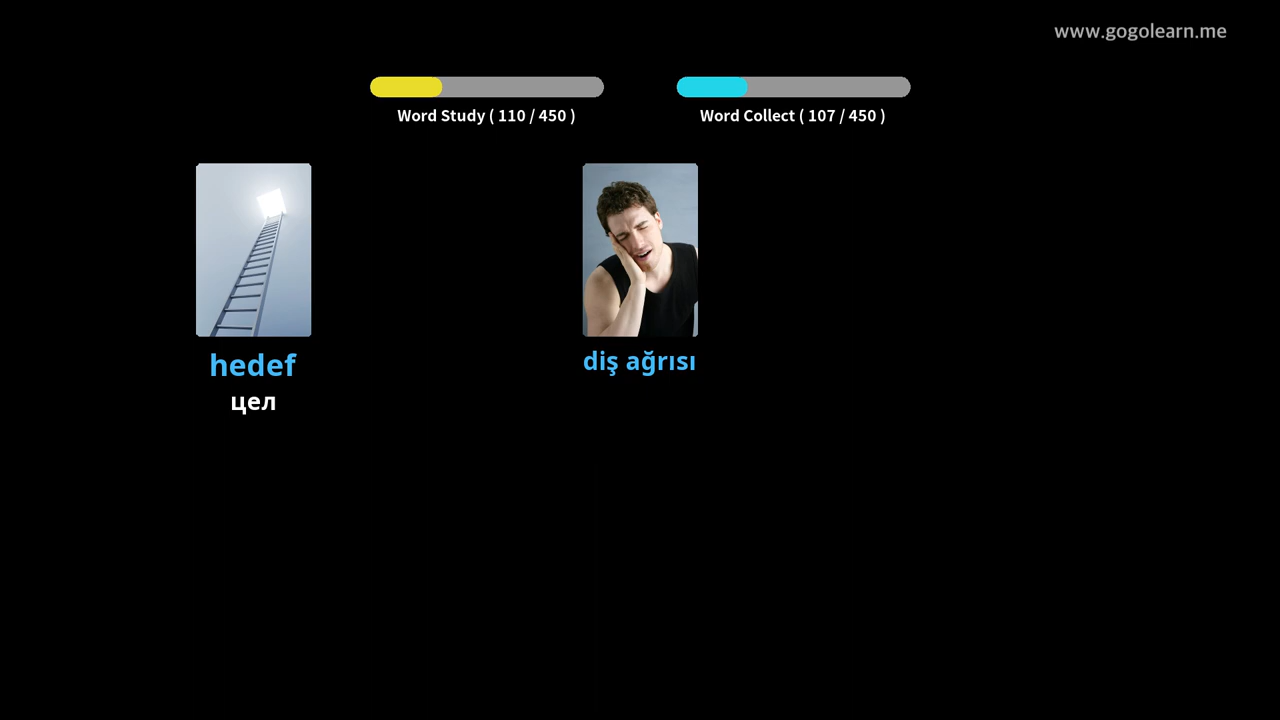 www.gogolearn.me
Word Study ( 110 / 450 )
Word Collect ( 107 / 450 )
hedef
diş ağrısı
цел